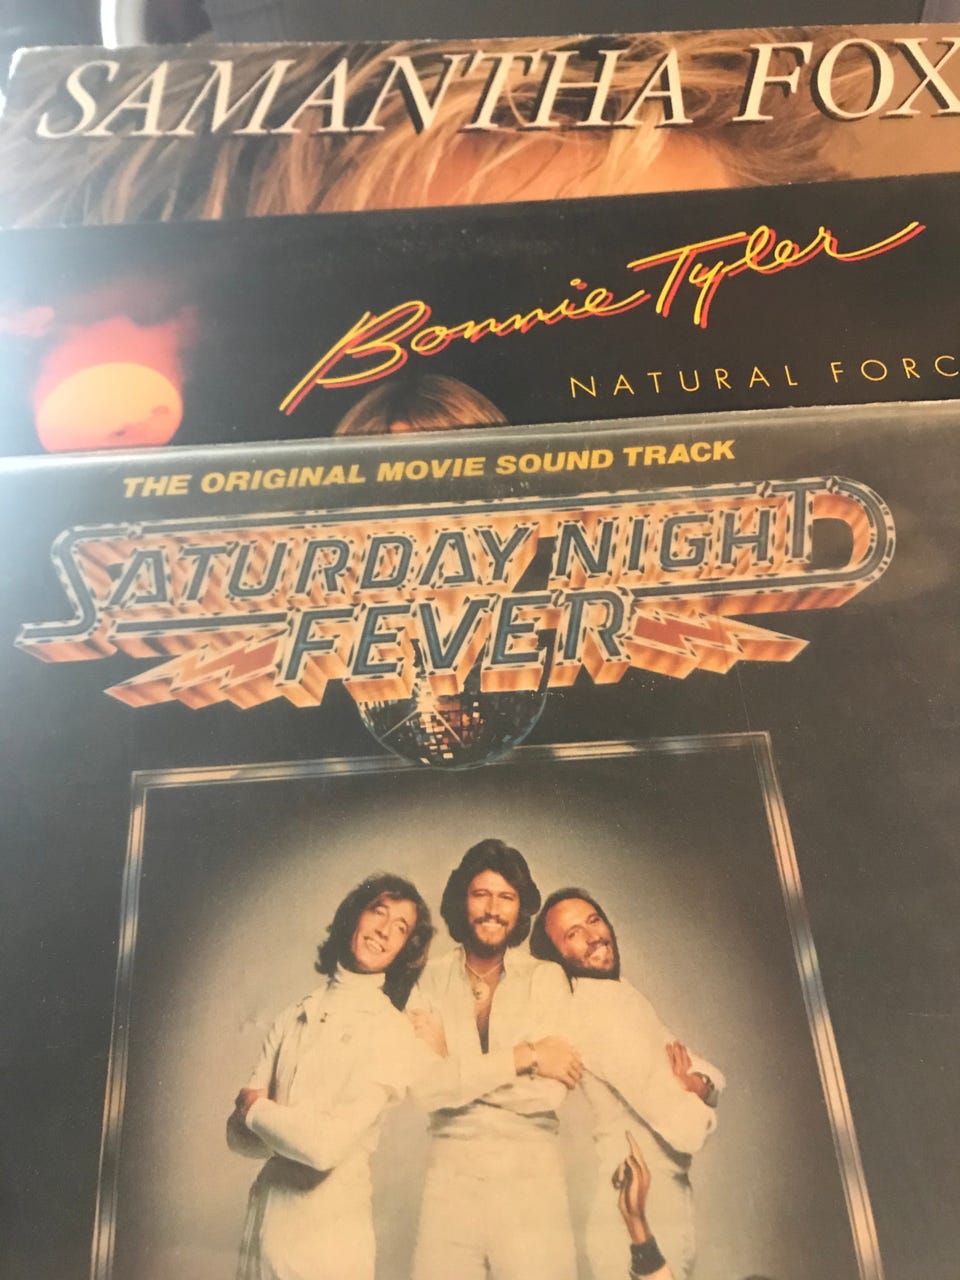 SAMANTHA FOX
Bonnie Tyler
NATURAL FORC
THE ORIGINAL MOVIE SOUND TRACK
SATURDAY NIGHT
FEVER